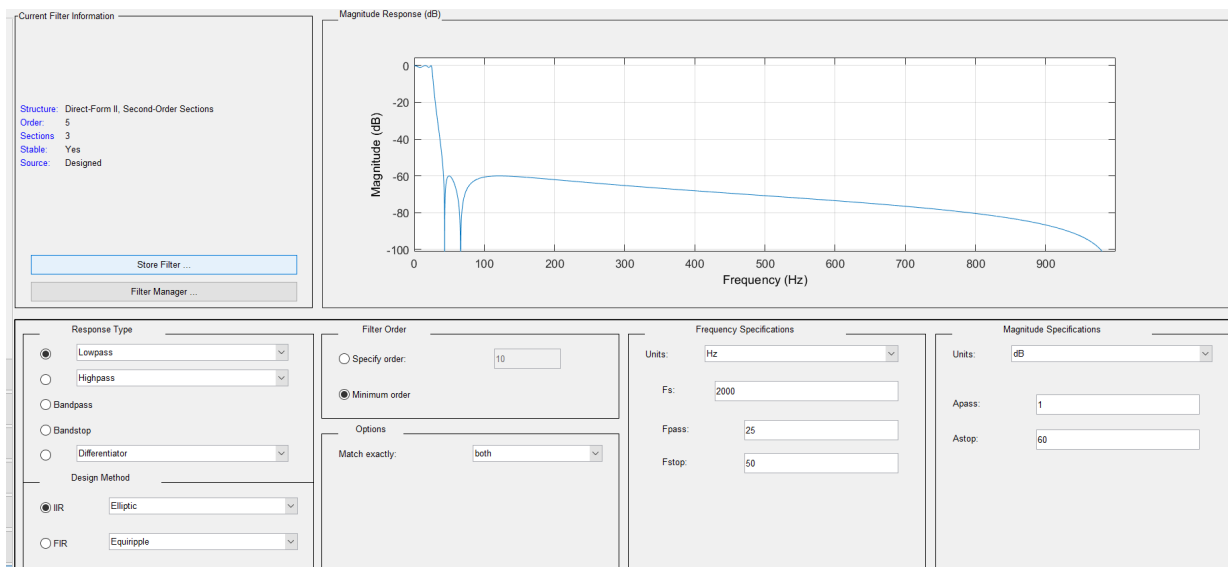 Current Filter Information
Structure: Direct-Form II, Second-Order Sections
Order: 5
Sections 3
Stable: Yes
Source: Designed
Store Filter ...
Filter Manager ...
Magnitude Response (dB)
Magnitude (dB)
0
-20
-40
-60
-80
-100
0 100 200 300 400 500 600 700 800 900
Frequency (Hz)
Response Type
Lowpass
Highpass
Bandpass
Bandstop
Differentiator
Design Method
IIR Elliptic
FIR Equiripple
Filter Order
Specify order: 10
Minimum order
Options
Match exactly: both
Frequency Specifications
Units: Hz
Fs: 2000
Fpass: 25
Fstop: 50
Magnitude Specifications
Units: dB
Apass: 1
Astop: 60